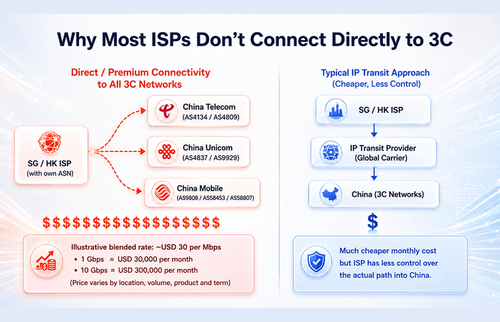 Why Most ISPs Don't Connect Directly to 3C
Direct / Premium Connectivity
to All 3C Networks
SG / HK ISP
(with own ASN)
China Telecom
(AS4134 / AS4809)
China Unicom
(AS4837 / AS9929)
China Mobile
(AS9808 / AS58453 / AS58807)
$$$$$$$$$$$$$$$$$
Illustrative blended rate: ~USD 30 per Mbps
• 1 Gbps ≈ USD 30,000 per month
• 10 Gbps ≈ USD 300,000 per month
(Price varies by location, volume, product and term)
Typical IP Transit Approach
(Cheaper, Less Control)
SG / HK ISP
IP Transit Provider
(Global Carrier)
China (3C Networks)
$
Much cheaper monthly cost
but ISP has less control over
the actual path into China.